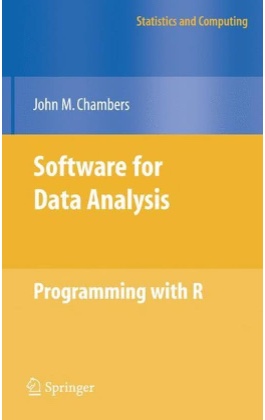 Statistics and Computing
John M. Chambers
Software for
Data Analysis
Programming with R
Springer